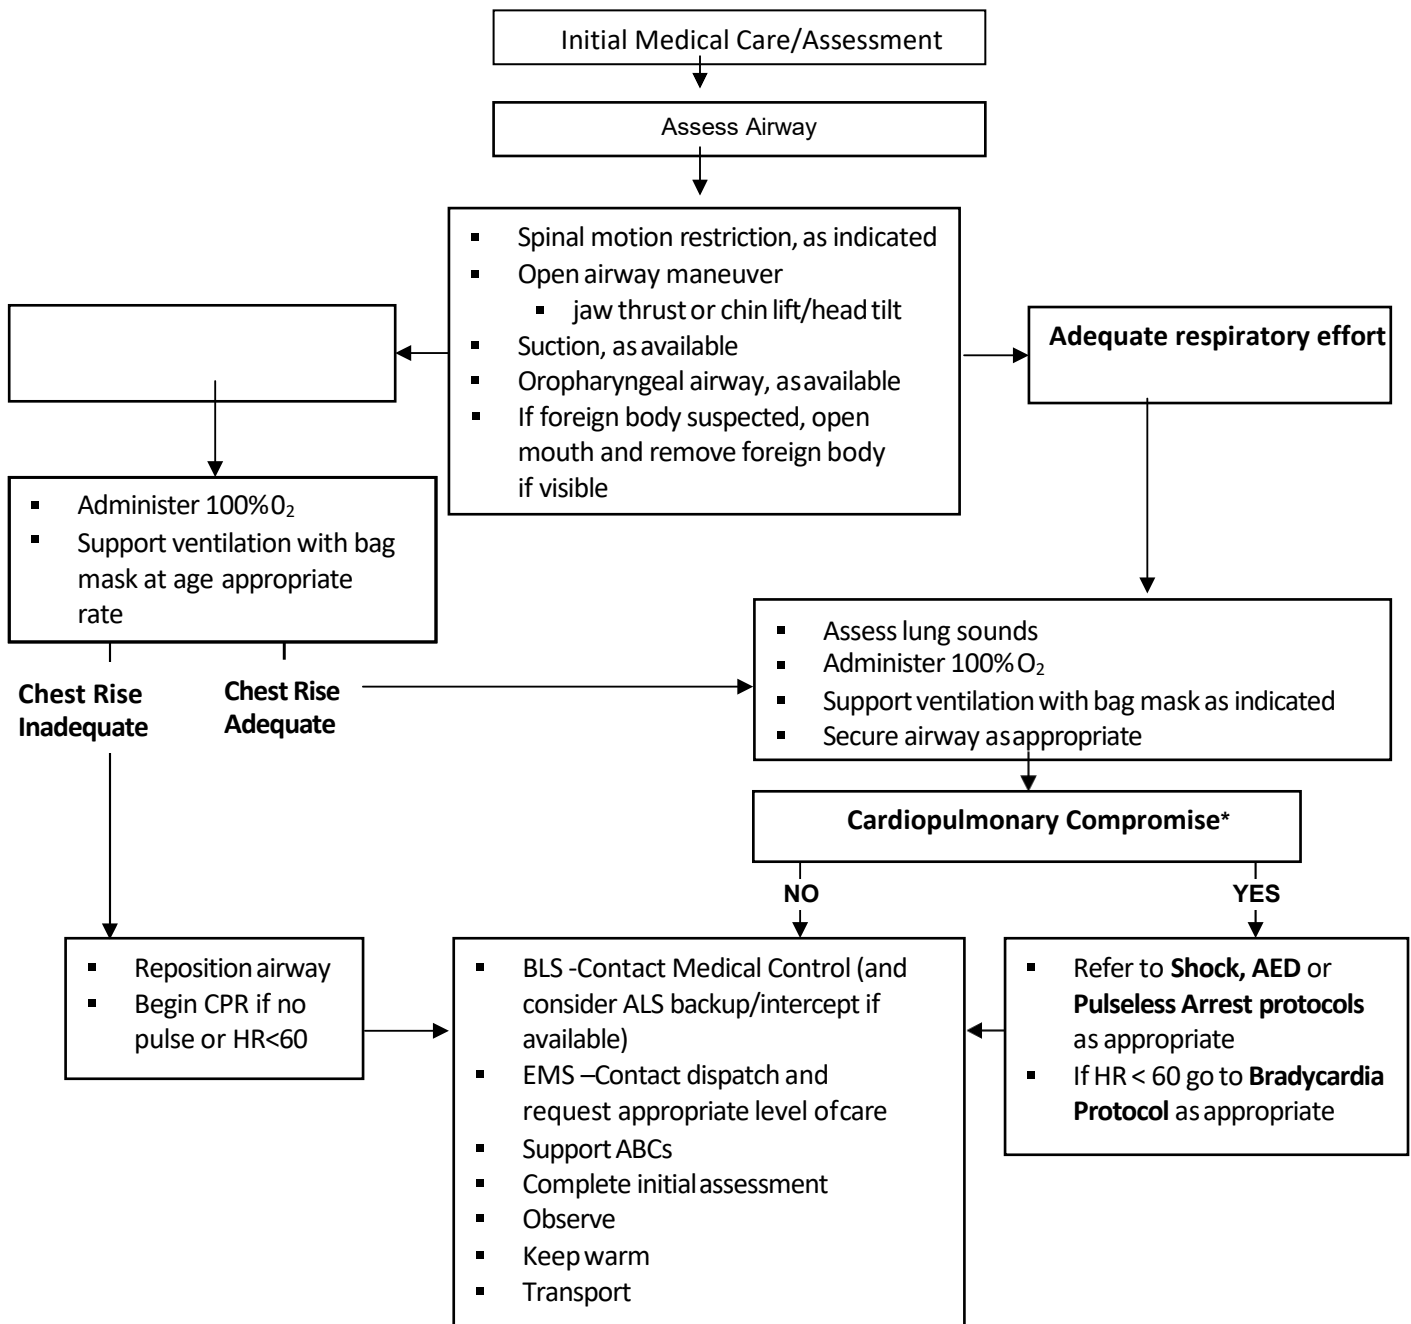 Initial Medical Care/Assessment
Assess Airway
▪ Spinal motion restriction, as indicated
▪ Open airway maneuver
▪ jaw thrust or chin lift/head tilt
▪ Suction, as available
▪ Oropharyngeal airway, as available
▪ If foreign body suspected, open
mouth and remove foreign body
if visible
Adequate respiratory effort
▪ Administer 100% 0₂
▪ Support ventilation with bag
mask at age appropriate
rate
Chest Rise
Inadequate
Chest Rise
Adequate
▪ Assess lung sounds
▪ Administer 100% O₂
▪ Support ventilation with bag mask as indicated
▪ Secure airway as appropriate
Cardiopulmonary Compromise*
NO
YES
▪ Reposition airway
▪ Begin CPR if no
pulse or HR<60
▪ BLS -Contact Medical Control (and
consider ALS backup/intercept if
available)
▪ EMS –Contact dispatch and
request appropriate level of care
▪ Support ABCs
▪ Complete initial assessment
▪ Observe
▪ Keep warm
▪ Transport
▪ Refer to Shock, AED or
Pulseless Arrest protocols
as appropriate
▪ If HR < 60 go to Bradycardia
Protocol as appropriate